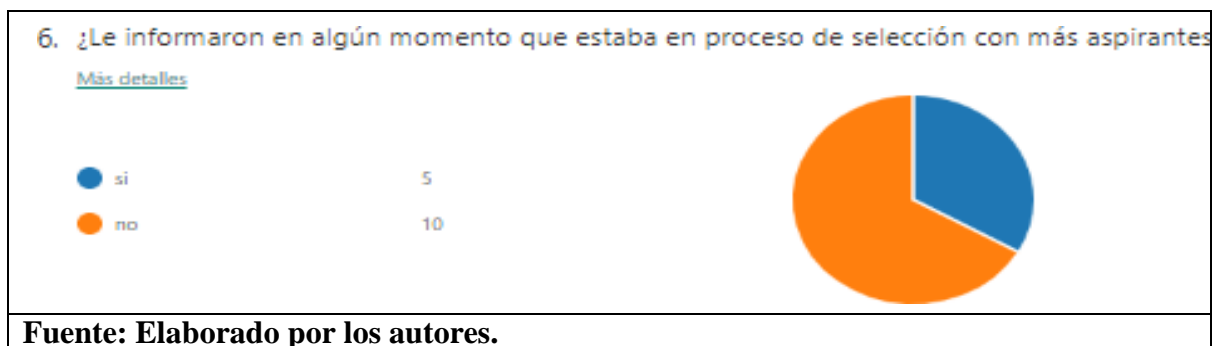 6. ¿Le informaron en algún momento que estaba en proceso de selección con más aspirantes
Más detalles
si 5
no 10
Fuente: Elaborado por los autores.